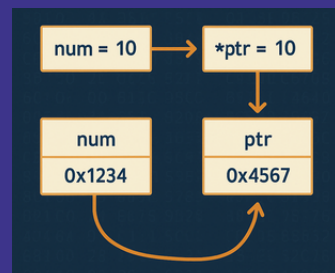 num = 10
*ptr = 10
num
0x1234
ptr
0x4567